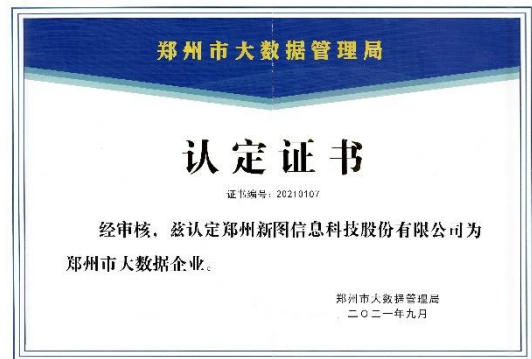 郑州市大数据管理局
认定证书
证书编号：20210107
经审核，兹认定郑州新图信息科技股份有限公司为
郑州市大数据企业。
郑州市大数据管理局
二〇二一年九月